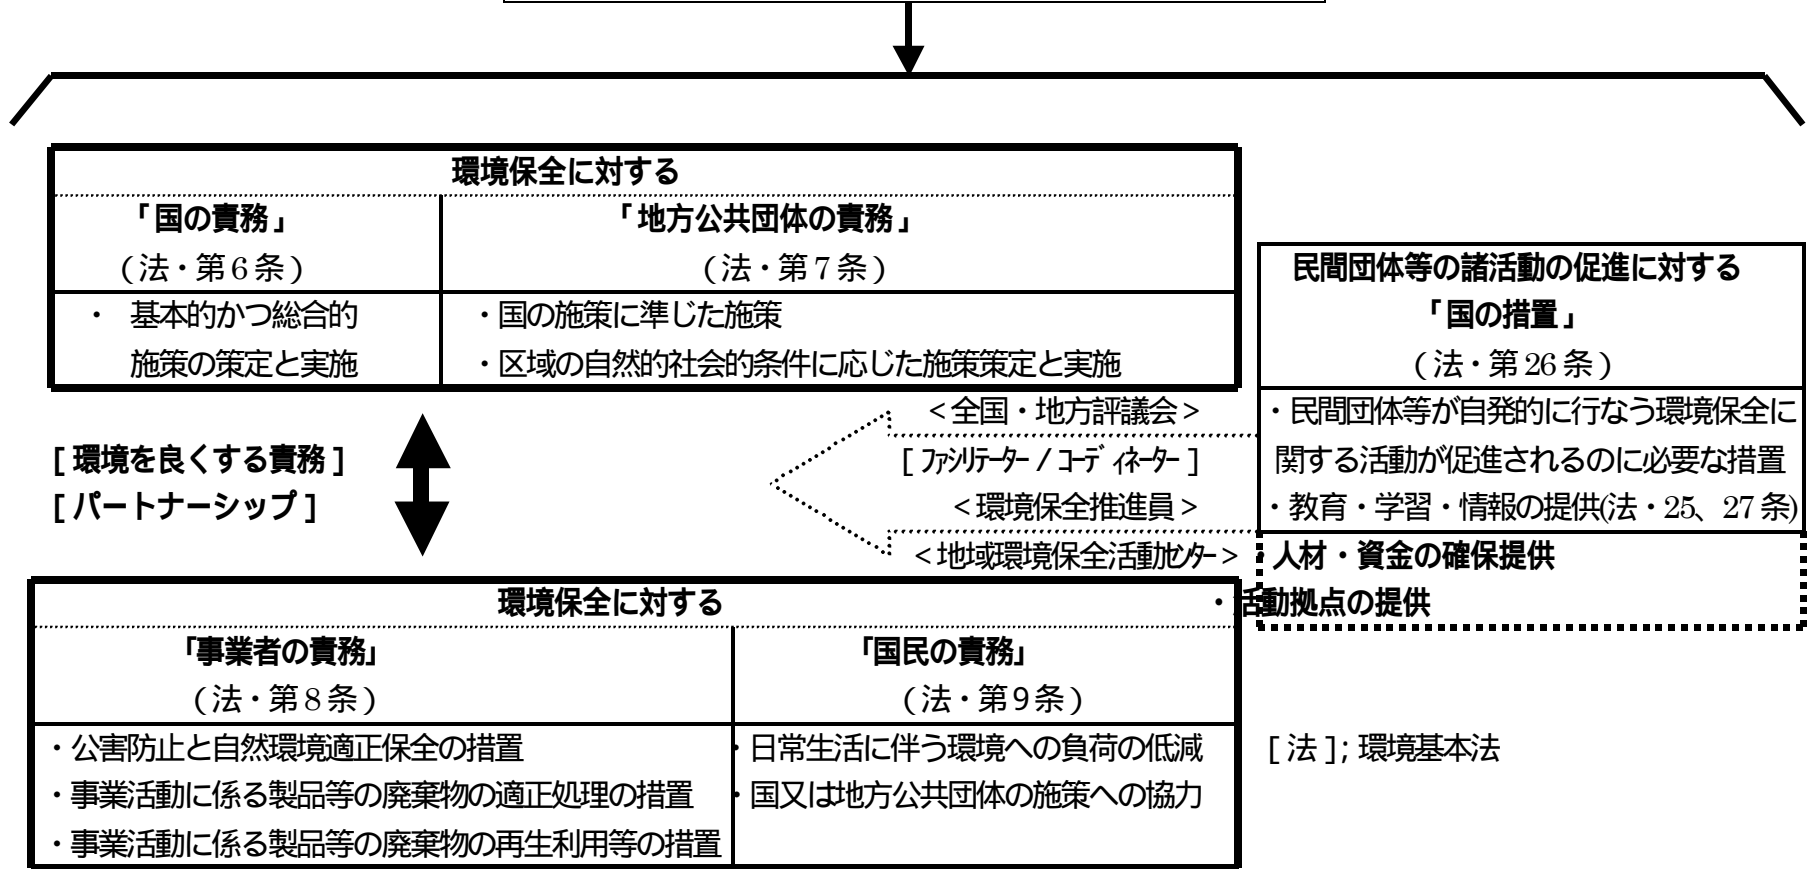 環境保全に対する
「国の責務」
(法・第6条)
「地方公共団体の責務」
(法・第7条)
・ 基本的かつ総合的
施策の策定と実施
・国の施策に準じた施策
・区域の自然的社会的条件に応じた施策策定と実施
民間団体等の諸活動の促進に対する
「国の措置」
(法・第26条)
・民間団体等が自発的に行なう環境保全に
関する活動が促進されるのに必要な措置
・教育・学習・情報の提供(法・25、27条)
・人材・資金の確保提供
・活動拠点の提供
<全国・地方評議会>
[ファシリテーター/コーディネーター]
<環境保全推進員>
<地域環境保全活動センター>
[環境を良くする責務]
[パートナーシップ]
環境保全に対する
「事業者の責務」
(法・第8条)
「国民の責務」
(法・第9条)
・公害防止と自然環境適正保全の措置
・事業活動に係る製品等の廃棄物の適正処理の措置
・事業活動に係る製品等の廃棄物の再生利用等の措置
・日常生活に伴う環境への負荷の低減
・国又は地方公共団体の施策への協力
[法];環境基本法